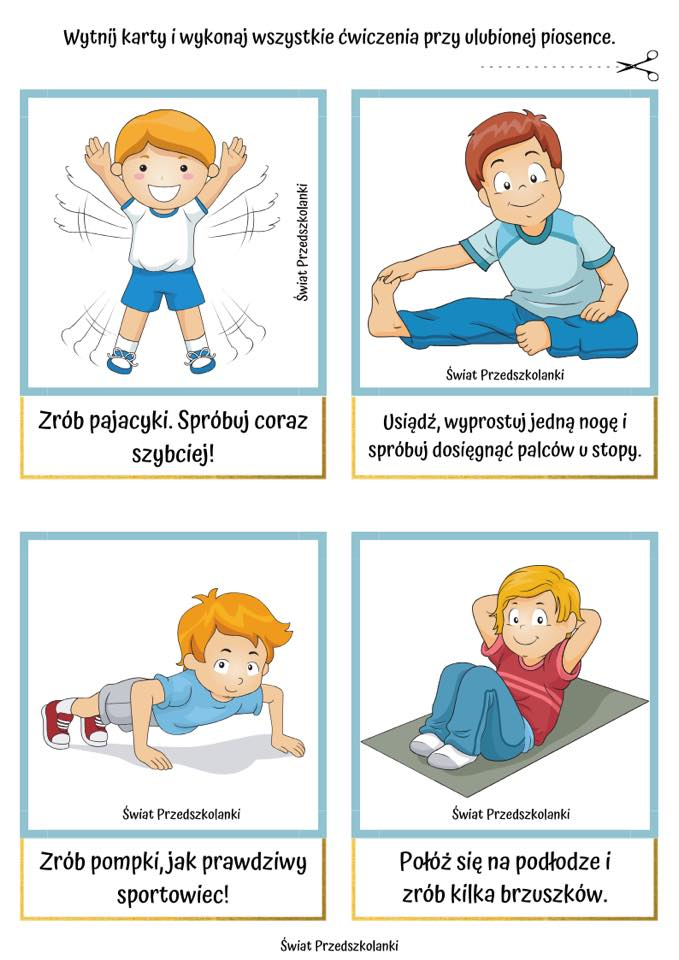 Wytnij karty i wykonaj wszystkie ćwiczenia przy ulubionej piosence.
Świat Przedszkolanki
Świat Przedszkolanki
Zrób pajacyki. Spróbuj coraz
szybciej!
Usiądź, wyprostuj jedną nogę i
spróbuj dosięgnąć palców u stopy.
Świat Przedszkolanki
Świat Przedszkolanki
Zrób pompki, jak prawdziwy
sportowiec!
Połóż się na podłodze i
zrób kilka brzuszków.
Świat Przedszkolanki